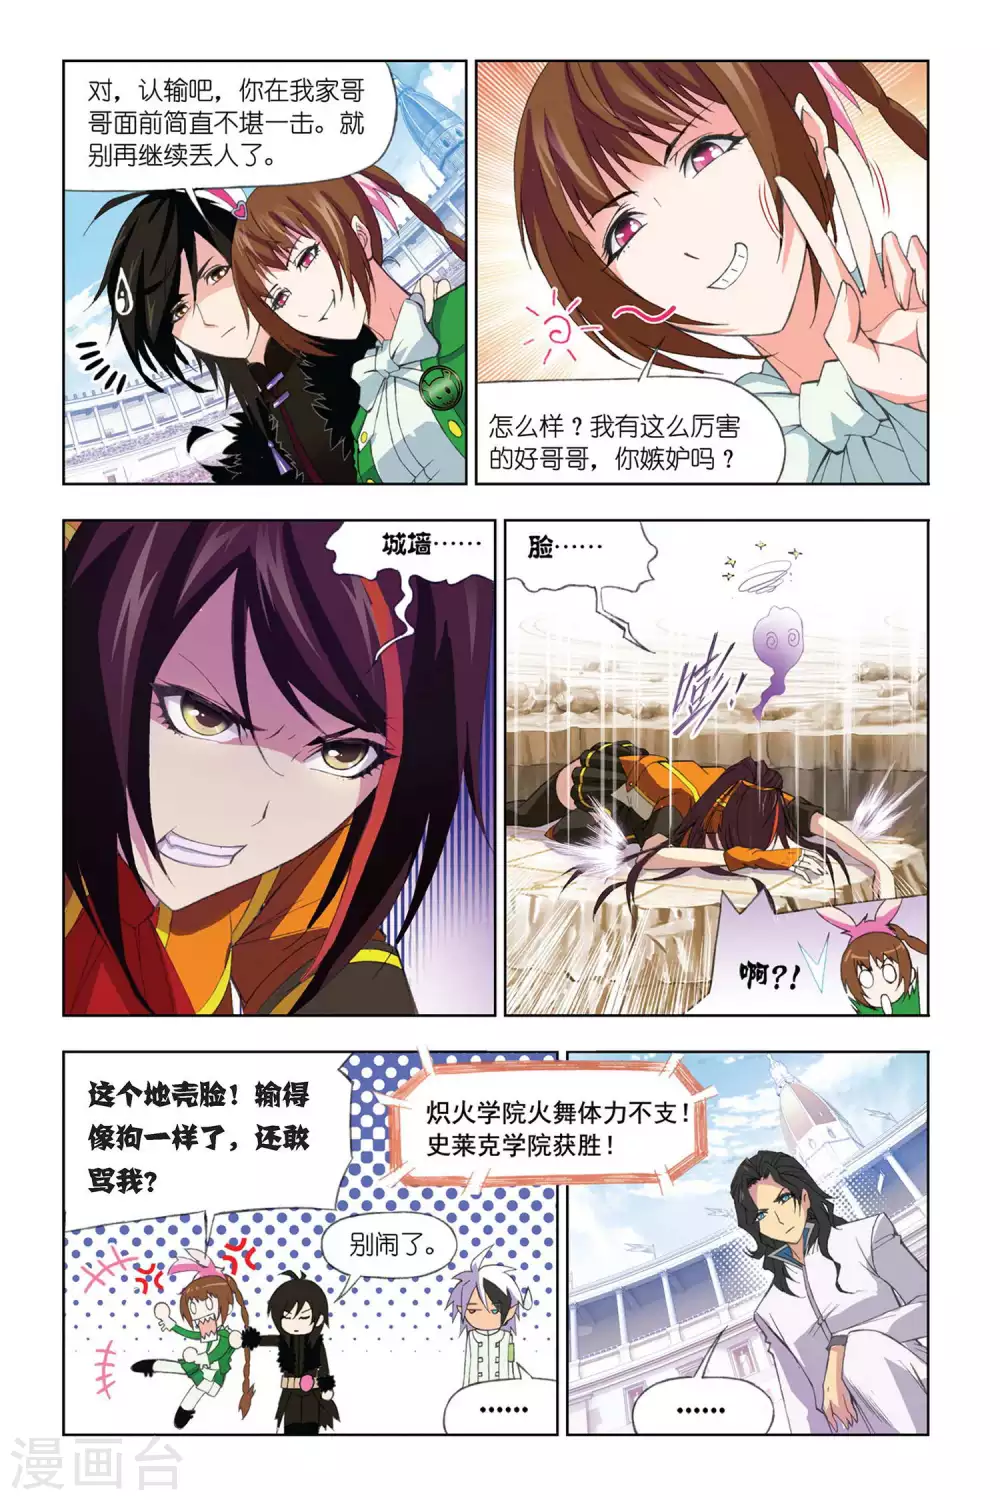 对，认输吧，你在我家哥
哥面前简直不堪一击。就
别再继续丢人了。
怎么样？我有这么厉害
的好哥哥，你嫉妒吗？
城墙……
脸……
嘭！
啊?!
这个地壳脸！输得
像狗一样了，还敢
骂我？
炽火学院火舞体力不支！
史莱克学院获胜！
别闹了。
……
……
漫画台